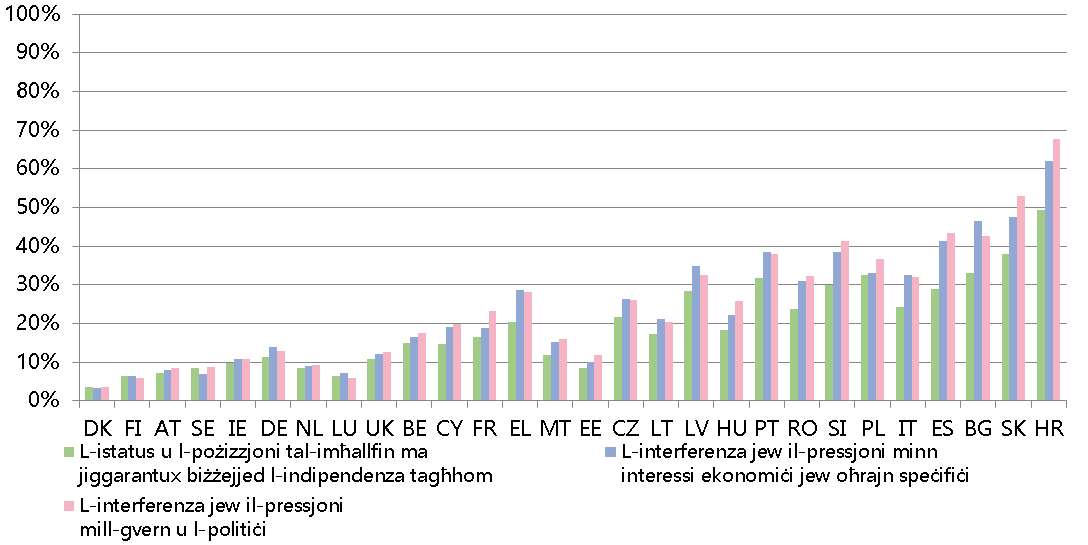 100%
90%
80%
70%
60%
50%
40%
30%
20%
10%
0%
DK FI AT SE IE DE NL LU UK BE CY FR EL MT EE CZ LT LV HU PT RO SI PL IT ES BG SK HR
L-istatus u l-pożizzjoni tal-imħallfin ma
jiggarantux biżżejjed l-indipendenza tagħhom
L-interferenza jew il-pressjoni minn
interessi ekonomiċi jew oħrajn speċifiċi
L-interferenza jew il-pressjoni
mill-gvern u l-politiċi